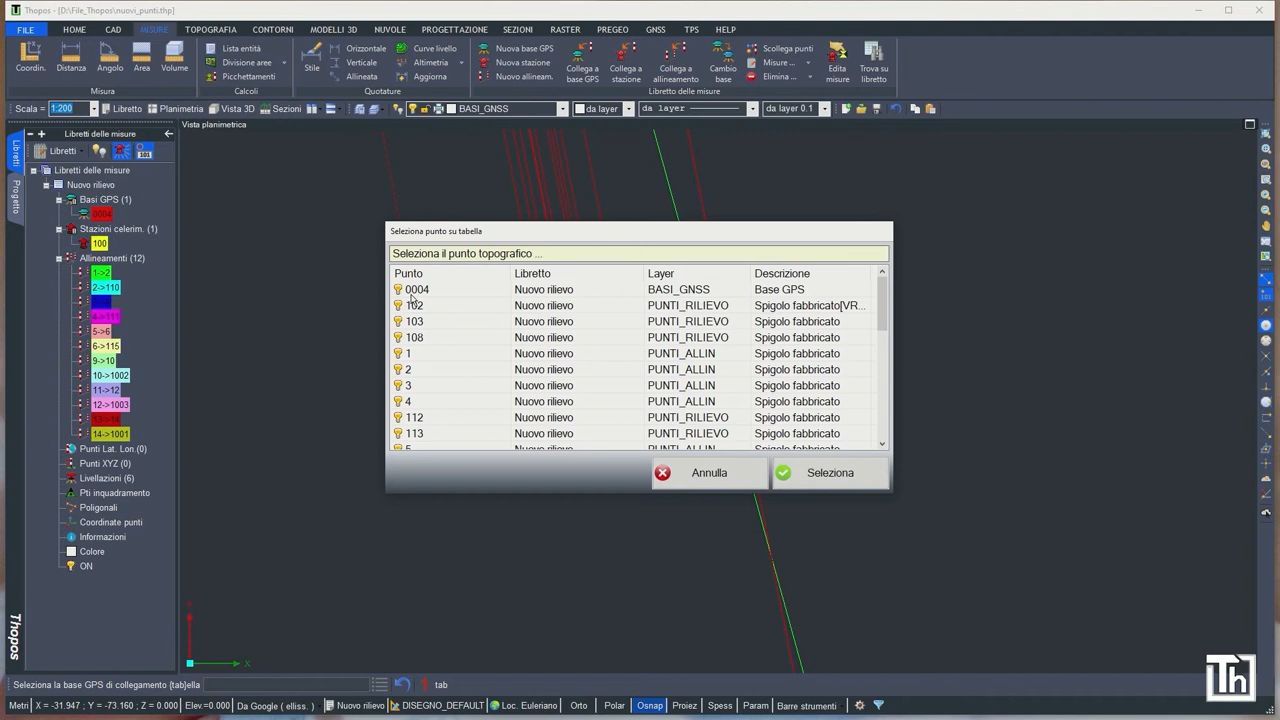 Thopos - [D:\File_Thopos\nuovi_punti.thp]
FILE HOME CAD MISURE TOPOGRAFIA CONTORNI MODELLI 3D NUVOLE PROGETTAZIONE SEZIONI RASTER PREGEO GNSS TPS HELP
Lista entità Orizzontale Curve livello Nuova base GPS Scollega punti
Verticale Altimetria Nuova stazione
Divisione aree Misure ...
Coordin. Distanza Angolo Area Volume Picchettamenti Stile Allineata Aggiorna Nuovo allineam. Collega a base GPS Collega a stazione Collega a allineamento Cambio base Elimina ... Edita misura Trova su libretto
Misura Calcoli Quotature Libretto delle misure
Scala = 1:200 Libretto Planimetria Vista 3D Sezioni BASI_GNSS da layer da layer da layer 0.1
Libretti delle misure
Vista planimetrica
Libretti
Progetto
Libretti 101
Libretti delle misure
Nuovo rilievo
Basi GPS (1)
0004
Stazioni celerim. (1)
100
Allineamenti (12)
1->2
2->110
4->111
5->6
6->115
9->10
10->1002
11->12
12->1003
13->14
14->1001
Punti Lat. Lon.(0)
Punti XYZ (0)
Livellazioni (6)
Pti inquadramento
Poligonali
Coordinate punti
Informazioni
Colore
ON
Thopos
Seleziona punto su tabella
Seleziona il punto topografico ...
Punto Libretto Layer Descrizione
0004 Nuovo rilievo BASI_GNSS Base GPS
102 Nuovo rilievo PUNTI_RILIEVO Spigolo fabbricato[VR...
103 Nuovo rilievo PUNTI_RILIEVO Spigolo fabbricato
108 Nuovo rilievo PUNTI_RILIEVO Spigolo fabbricato
1 Nuovo rilievo PUNTI_ALLIN Spigolo fabbricato
2 Nuovo rilievo PUNTI_ALLIN Spigolo fabbricato
3 Nuovo rilievo PUNTI_ALLIN Spigolo fabbricato
4 Nuovo rilievo PUNTI_ALLIN Spigolo fabbricato
112 Nuovo rilievo PUNTI_RILIEVO Spigolo fabbricato
113 Nuovo rilievo PUNTI_RILIEVO Spigolo fabbricato
5 Nuovo rilievo PUNTI_ALLIN Spigolo fabbricato
Annulla Seleziona
X
Th
Seleziona la base GPS di collegamento [tab]ella tab
Metri X = -31.947 ; Y = -73.160 ; Z = 0.000 Elev.=0.000 Da Google ( elliss. ) Nuovo rilievo DISEGNO_DEFAULT Loc. Euleriano Orto Polar Osnap Proiez Spess Param Barre strumenti